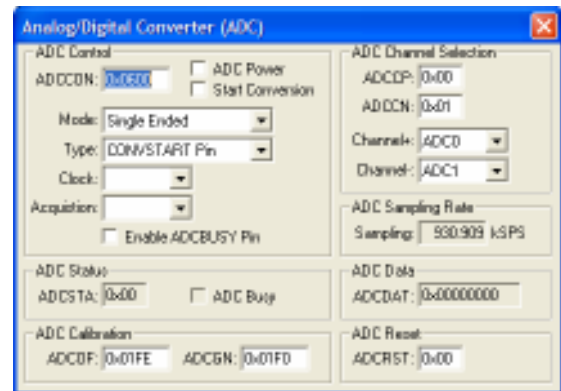 Analog/Digital Converter (ADC)
ADC Control
ADCCON: 0x0600
ADC Power
Start Conversion
Mode: Single Ended
Type: CONVSTART Pin
Clock:
Acquistion:
Enable ADCBUSY Pin
ADC Channel Selection
ADCCP: 0x00
ADCCN: 0x01
Channel+: ADC0
Channel-: ADC1
ADC Sampling Rate
Sampling: 930.909 kSPS
ADC Status
ADCSTA: 0x00
ADC Busy
ADC Data
ADCDAT: 0x00000000
ADC Calibration
ADCOF: 0x01FE
ADCGN: 0x01F0
ADC Reset
ADCRST: 0x00